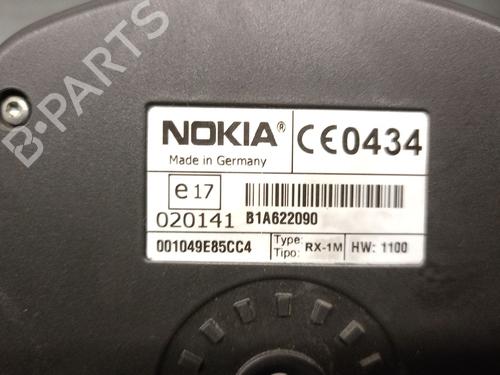 NOKIA®
Made in Germany
CE0434
e17
020141
B1A622090
001049E85CC4
Type:
Tipo:
RX-1M
HW: 1100
B-PARTS